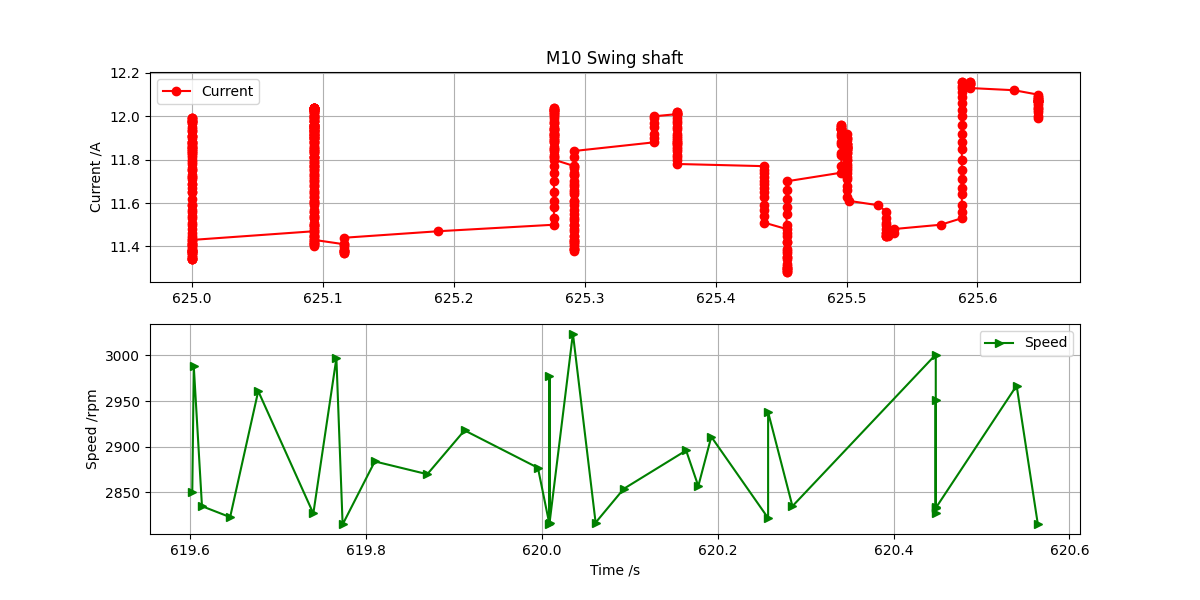 M10 Swing shaft
Current /A
12.2
12.0
11.8
11.6
11.4
Current
625.0 625.1 625.2 625.3 625.4 625.5 625.6
Speed /rpm
3000
2950
2900
2850
Speed
619.6 619.8 620.0 620.2 620.4 620.6
Time /s